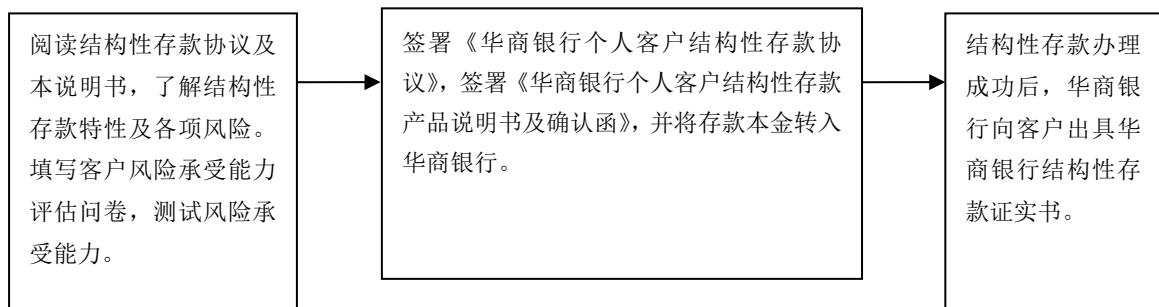 阅读结构性存款协议及
本说明书，了解结构性
存款特性及各项风险。
填写客户风险承受能力
评估问卷，测试风险承
受能力。
签署《华商银行个人客户结构性存款协
议》，签署《华商银行个人客户结构性存款
产品说明书及确认函》，并将存款本金转入
华商银行。
结构性存款办理
成功后，华商银
行向客户出具华
商银行结构性存
款证实书。